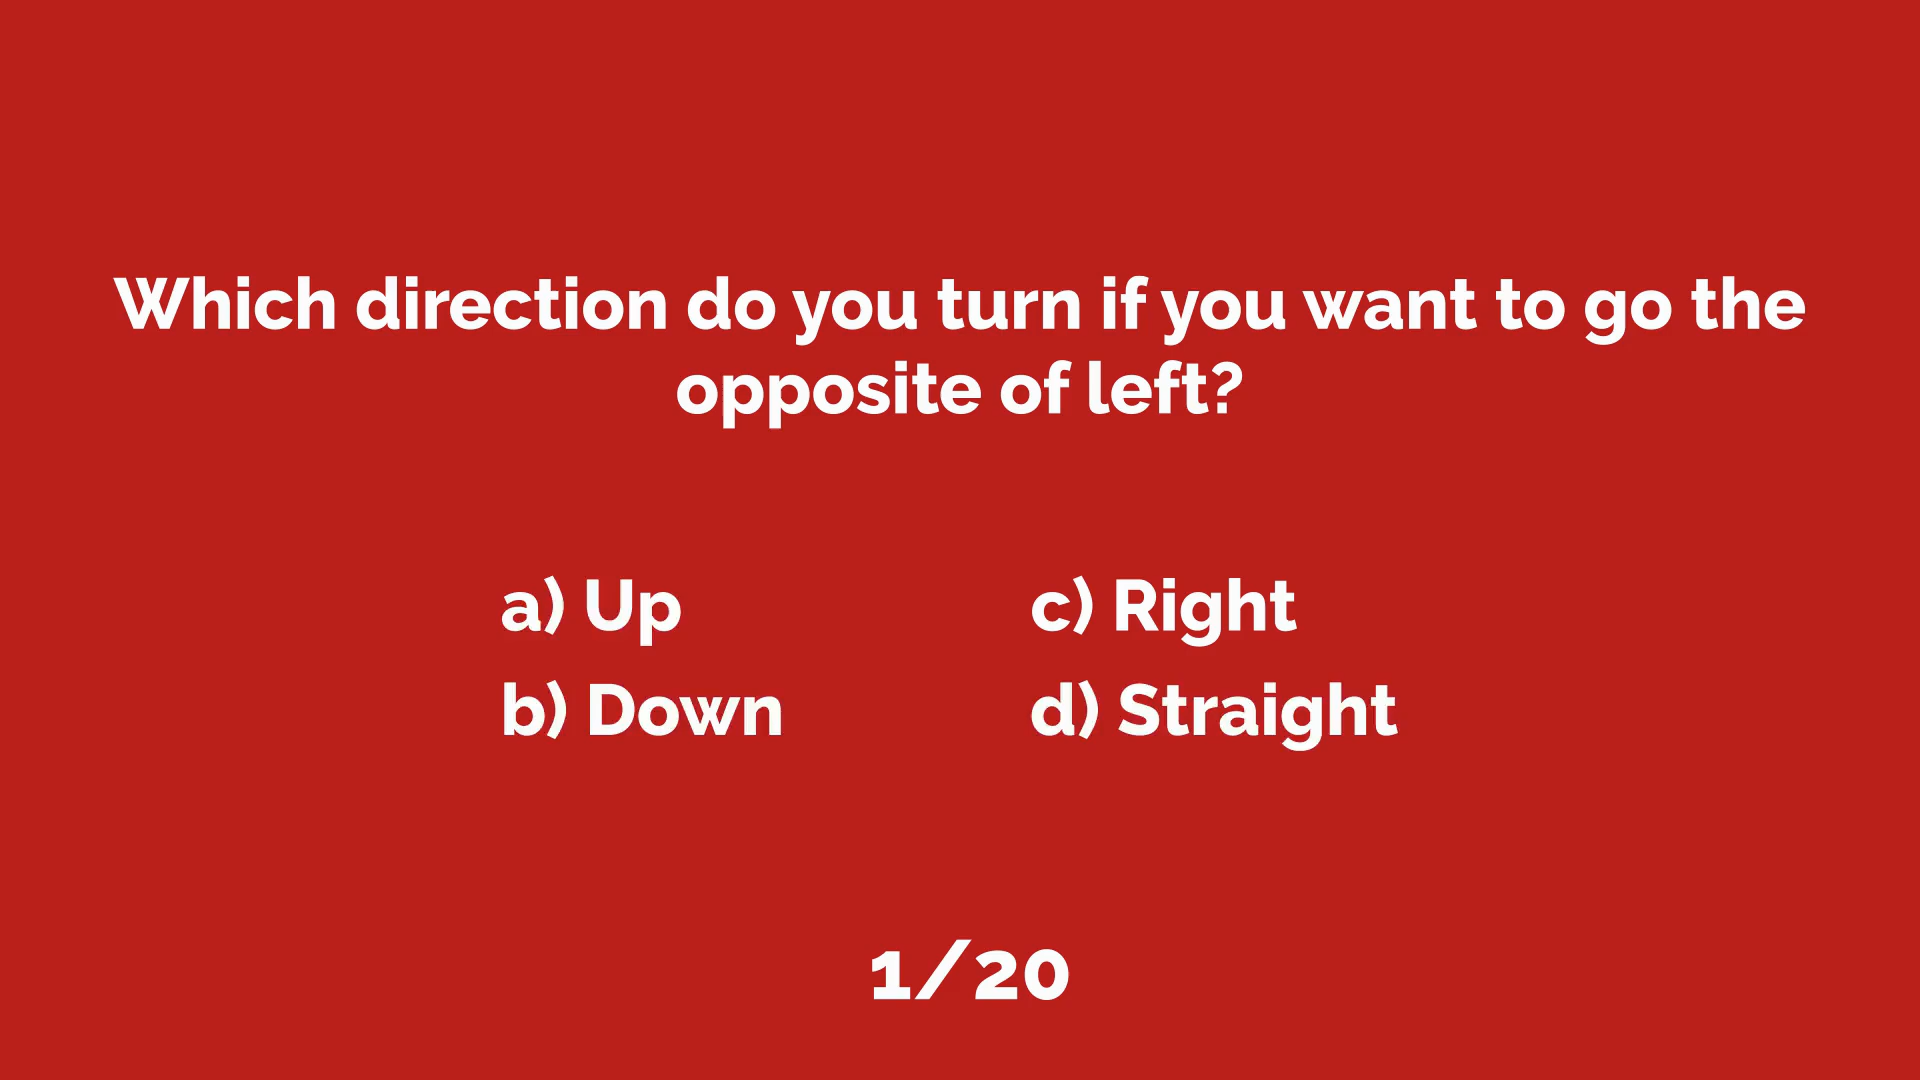 Which direction do you turn if you want to go the
opposite of left?
a) Up
b) Down
c) Right
d) Straight
1/20